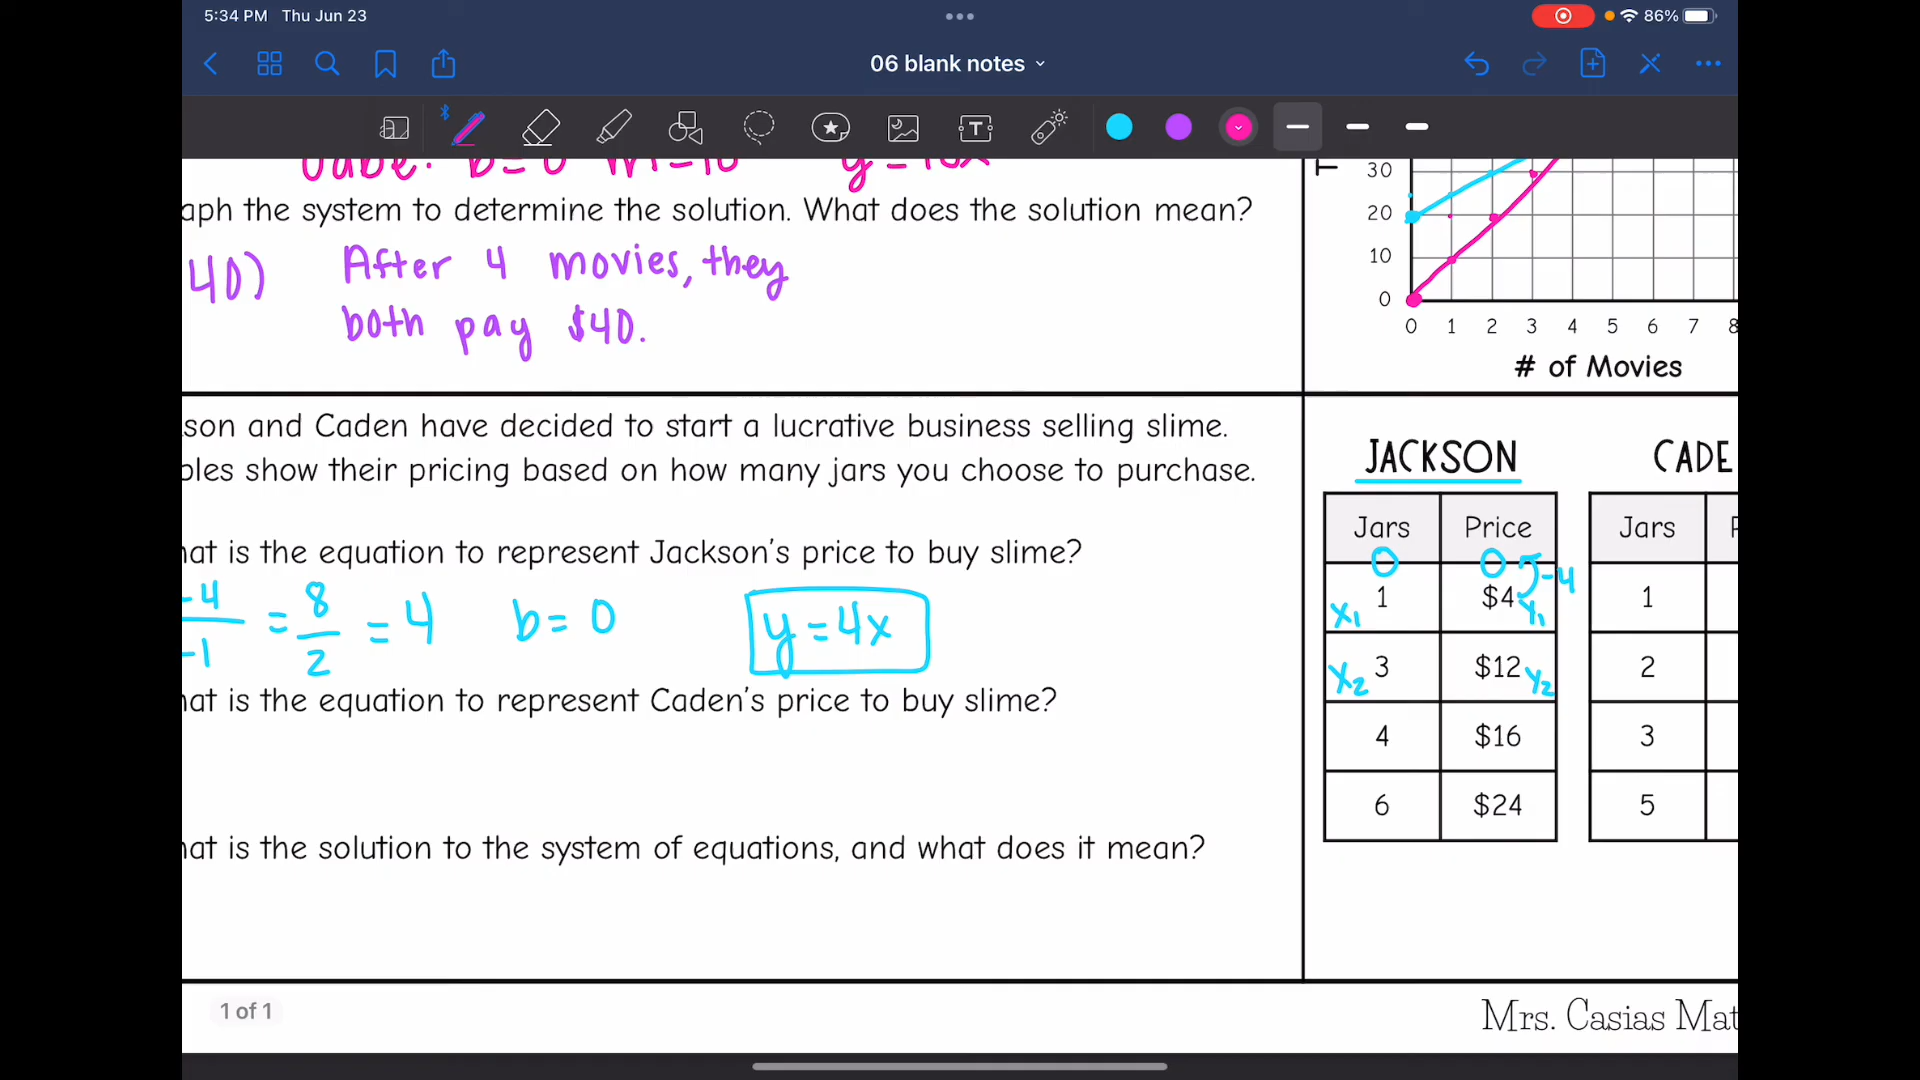 5:34 PM Thu Jun 23
86%
06 blank notes
b=0 m=10 y=10x
aph the system to determine the solution. What does the solution mean?
40) After 4 movies, they
both pay $40.
30
20
10
0
0 1 2 3 4 5 6 7 8
# of Movies
son and Caden have decided to start a lucrative business selling slime.
bles show their pricing based on how many jars you choose to purchase.
hat is the equation to represent Jackson's price to buy slime?
-4/-1 = 8/2 = 4 b = 0 y = 4x
hat is the equation to represent Caden's price to buy slime?
hat is the solution to the system of equations, and what does it mean?
JACKSON
Jars Price
0 0 -4
x1 1 $4 y1
x2 3 $12 y2
4 $16
6 $24
CADE
Jars
1
2
3
5
1 of 1
Mrs. Casias Mat